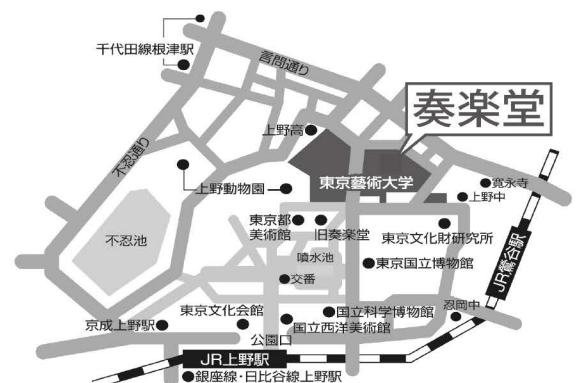 千代田線根津駅
言問通り
奏楽堂
上野高
不忍通り
東京藝術大学
寛永寺
上野中
上野動物園
東京都
美術館
旧奏楽堂
東京文化財研究所
不忍池
噴水池
東京国立博物館
JR鶯谷駅
交番
忍岡中
東京文化会館
国立科学博物館
京成上野駅
国立西洋美術館
公園口
JR上野駅
銀座線・日比谷線上野駅